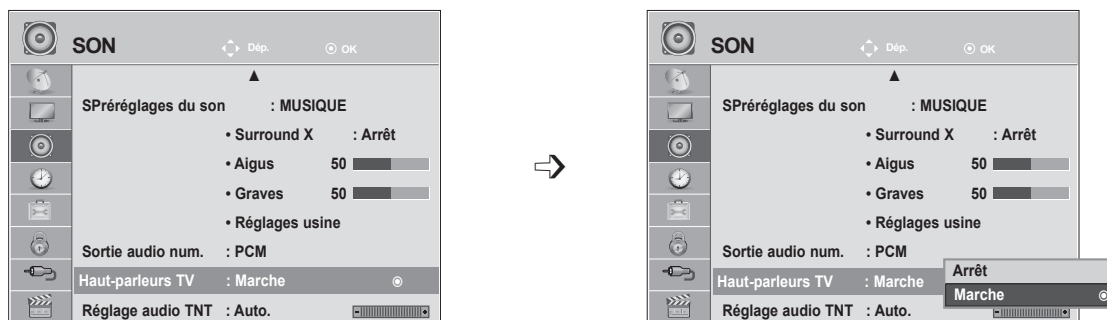 SON Dép. OK
SPréréglages du son : MUSIQUE
• Surround X : Arrêt
• Aigus 50
• Graves 50
• Réglages usine
Sortie audio num. : PCM
Haut-parleurs TV : Marche
Réglage audio TNT : Auto.
SON Dép. OK
SPréréglages du son : MUSIQUE
• Surround X : Arrêt
• Aigus 50
• Graves 50
• Réglages usine
Sortie audio num. : PCM
Haut-parleurs TV : Marche
Réglage audio TNT : Auto.
Arrêt
Marche